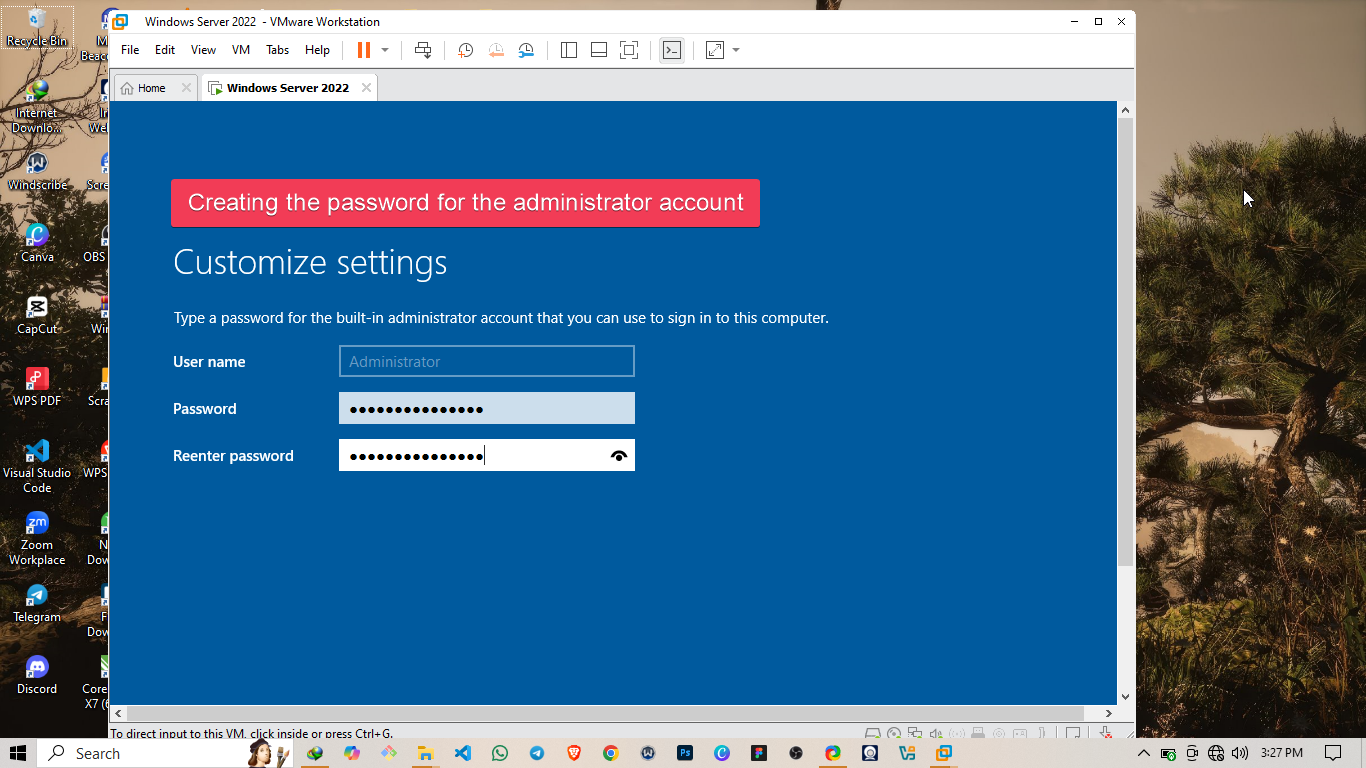 Windows Server 2022 - VMware Workstation
File Edit View VM Tabs Help
Home
Windows Server 2022
Recycle Bin
Internet
Downlo...
Windscribe
Canva
CapCut
WPS PDF
Visual Studio
Code
Zoom
Workplace
Telegram
Discord
OBS
WPS
X7
Creating the password for the administrator account
Customize settings
Type a password for the built-in administrator account that you can use to sign in to this computer.
User name
Administrator
Password
●●●●●●●●●●●●●●●
Reenter password
●●●●●●●●●●●●●●●
To direct input to this VM, click inside or press Ctrl+G.
Search
3:27 PM